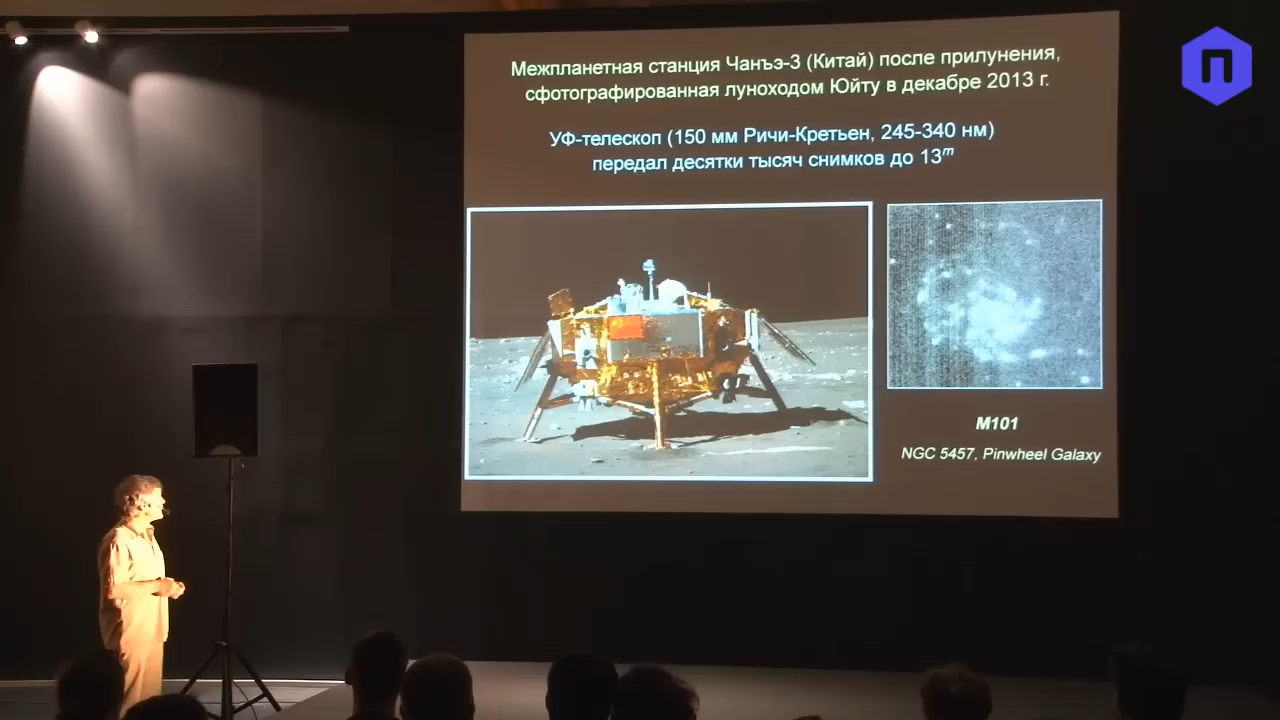 Межпланетная станция Чанъэ-3 (Китай) после прилунения,
сфотографированная луноходом Юйту в декабре 2013 г.
УФ-телескоп (150 мм Ричи-Кретьен, 245-340 нм)
передал десятки тысяч снимков до 13ᵐ
M101
NGC 5457, Pinwheel Galaxy
П